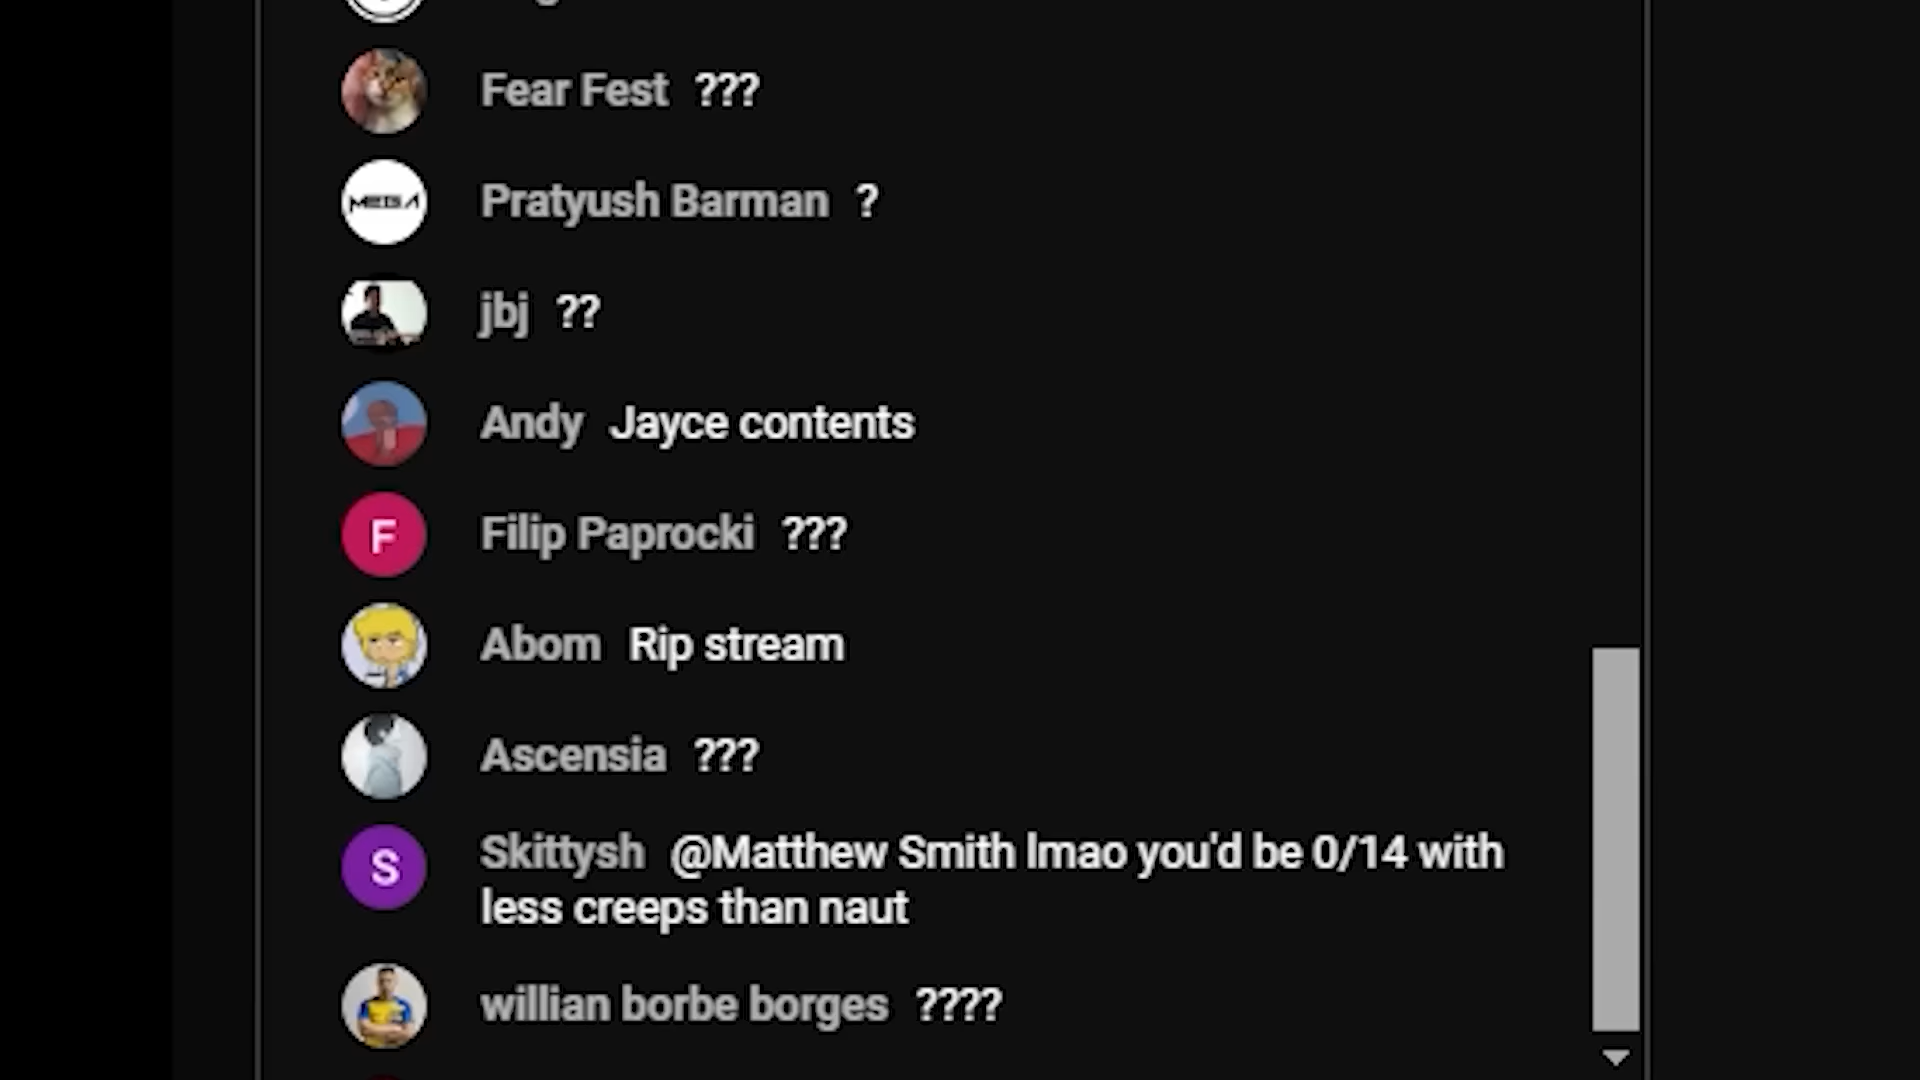 Fear Fest ???
MEGA
Pratyush Barman ?
jbj ??
Andy Jayce contents
F
Filip Paprocki ???
Abom Rip stream
Ascensia ???
S
Skittysh @Matthew Smith lmao you'd be 0/14 with
less creeps than naut
willian borbe borges ????